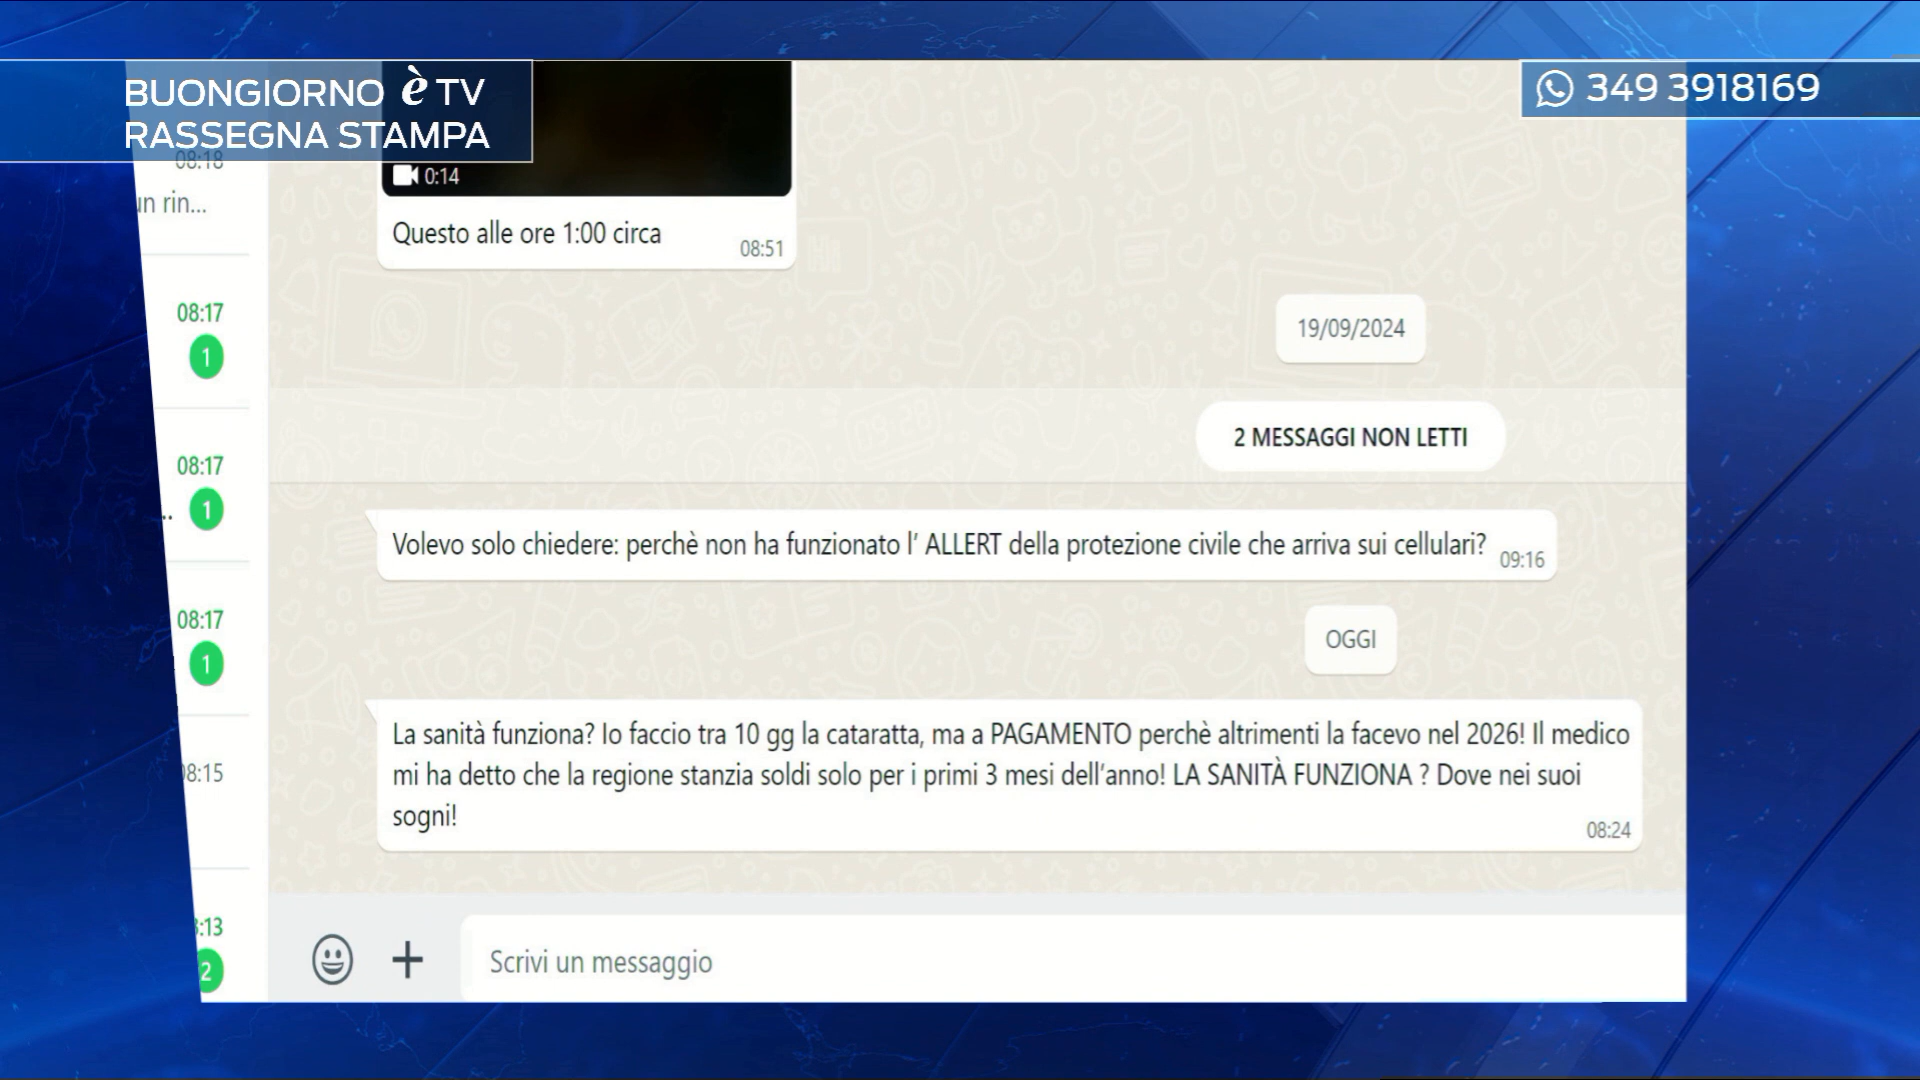 BUONGIORNO è TV
RASSEGNA STAMPA
349 3918169
08:18
un rin...
08:17
1
08:17
..
1
08:17
1
08:15
:13
2
0:14
Questo alle ore 1:00 circa
08:51
19/09/2024
2 MESSAGGI NON LETTI
Volevo solo chiedere: perchè non ha funzionato l' ALLERT della protezione civile che arriva sui cellulari?
09:16
OGGI
La sanità funziona? Io faccio tra 10 gg la cataratta, ma a PAGAMENTO perchè altrimenti la facevo nel 2026! Il medico
mi ha detto che la regione stanzia soldi solo per i primi 3 mesi dell'anno! LA SANITÀ FUNZIONA ? Dove nei suoi
sogni!
08:24
Scrivi un messaggio